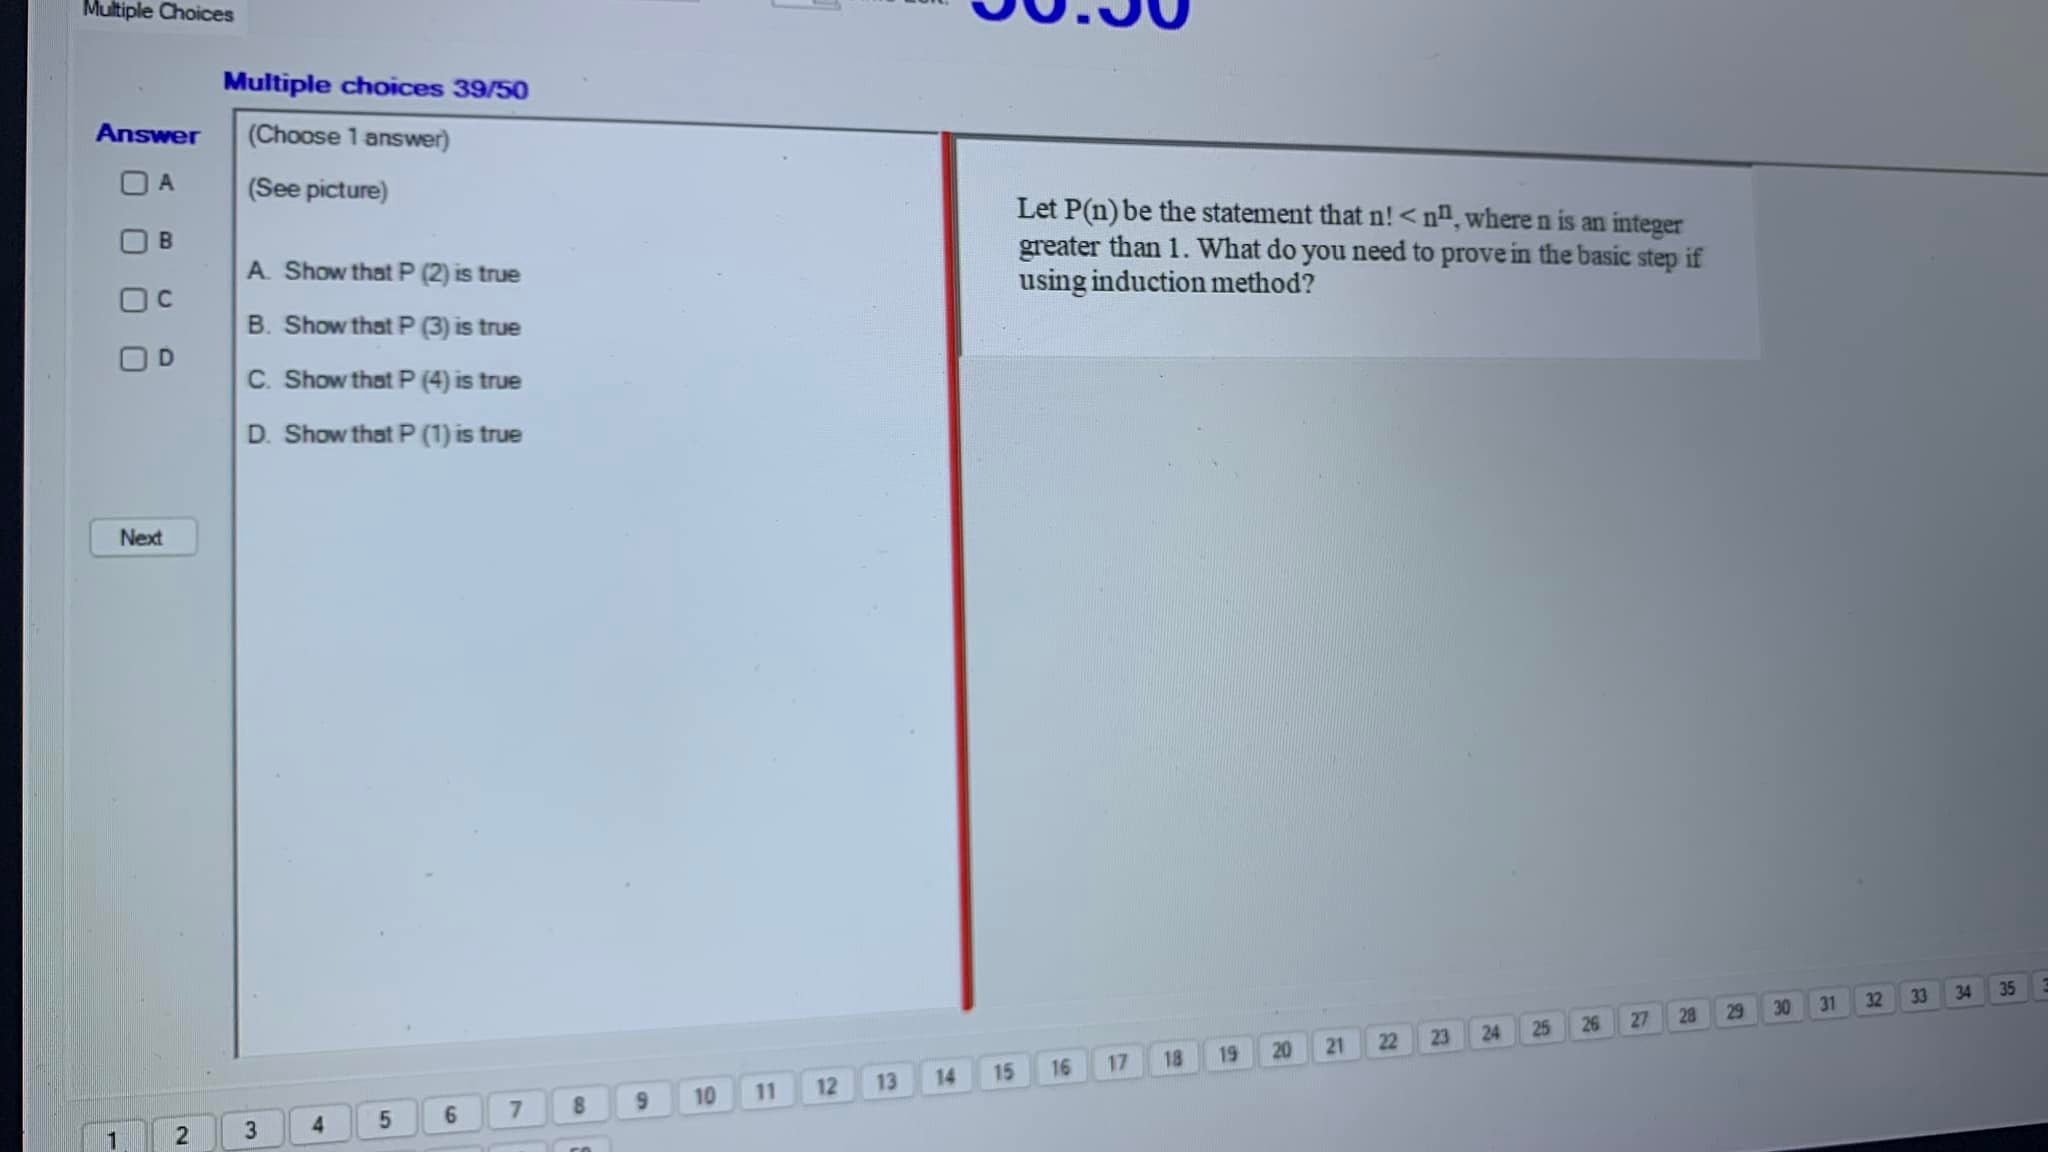 Multiple Choices
Multiple choices 39/50
Answer
A
B
C
D
Next
(Choose 1 answer)
(See picture)
A. Show that P (2) is true
B. Show that P (3) is true
C. Show that P (4) is true
D. Show that P (1) is true
Let P(n) be the statement that n! < nⁿ, where n is an integer
greater than 1. What do you need to prove in the basic step if
using induction method?
1 2 3 4 5 6 7 8 9 10 11 12 13 14 15 16 17 18 19 20 21 22 23 24 25 26 27 28 29 30 31 32 33 34 35